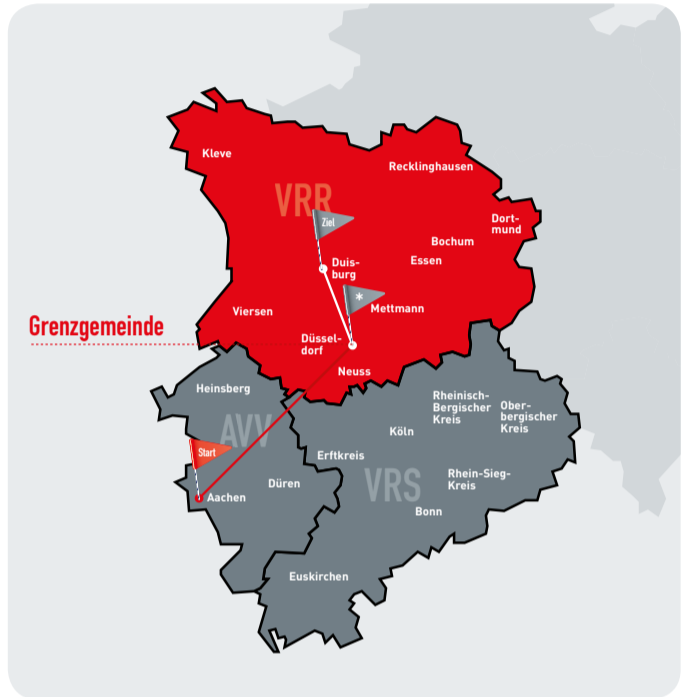 Kleve
Recklinghausen
VRR
Ziel
Dort-
mund
Bochum
Duis-
burg
Essen
*
Mettmann
Viersen
Grenzgemeinde
Düssel-
dorf
Neuss
Heinsberg
Rheinisch-
Bergischer
Kreis
Ober-
bergischer
Kreis
AVV
Köln
Start
Erftkreis
Düren
VRS
Rhein-Sieg-
Kreis
Aachen
Bonn
Euskirchen